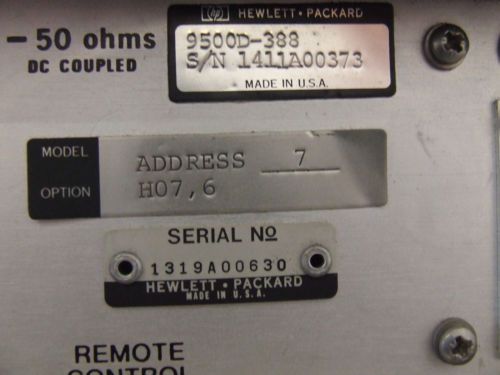 hp HEWLETT • PACKARD
9500D-388
S/N 1411A00373
MADE IN U.S.A.
- 50 ohms
DC COUPLED
MODEL ADDRESS 7
OPTION H07,6
SERIAL No
1319A00630
HEWLETT • PACKARD
MADE IN U.S.A.
REMOTE
CONTROL